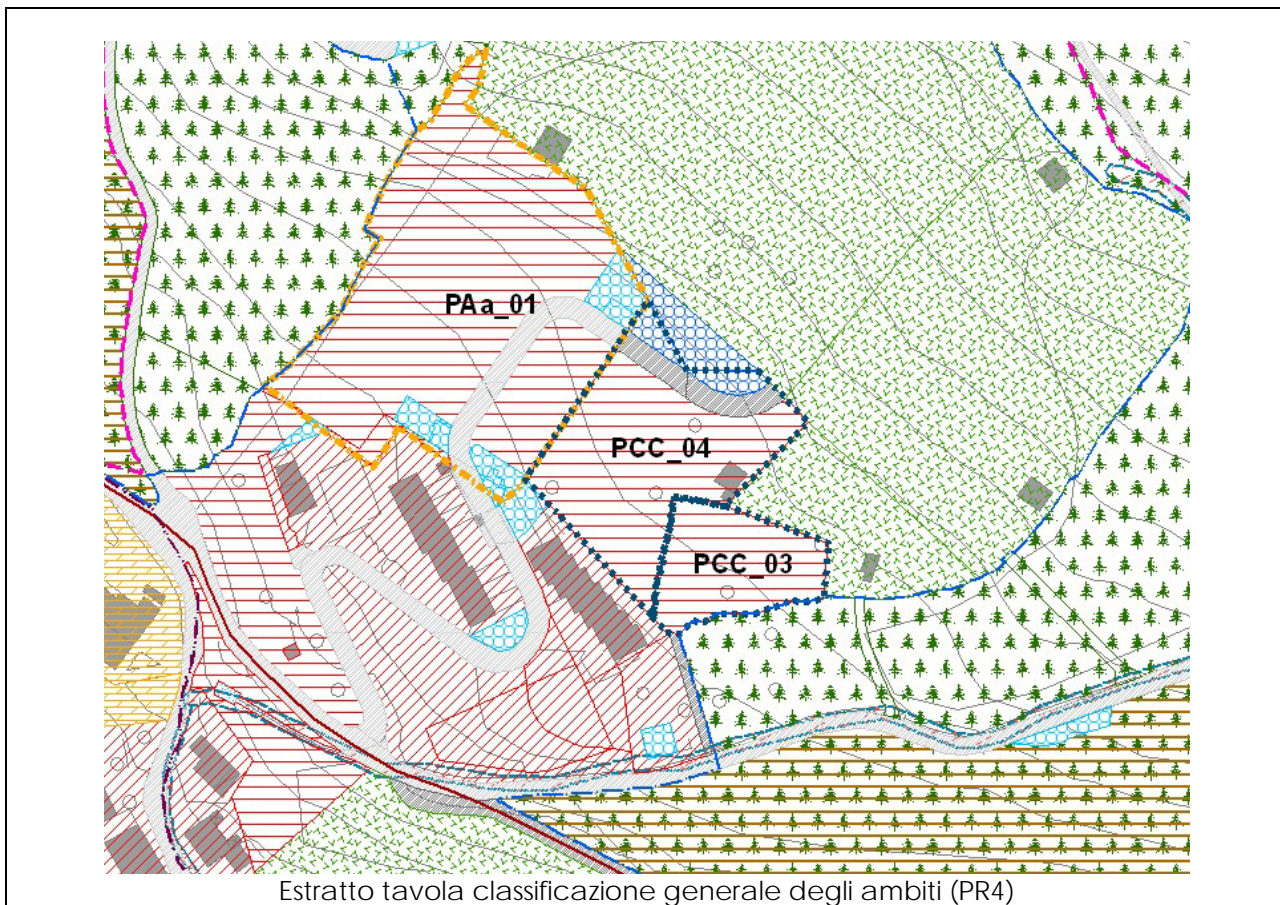 PAa_01
PCC_04
PCC_03
Estratto tavola classificazione generale degli ambiti (PR4)